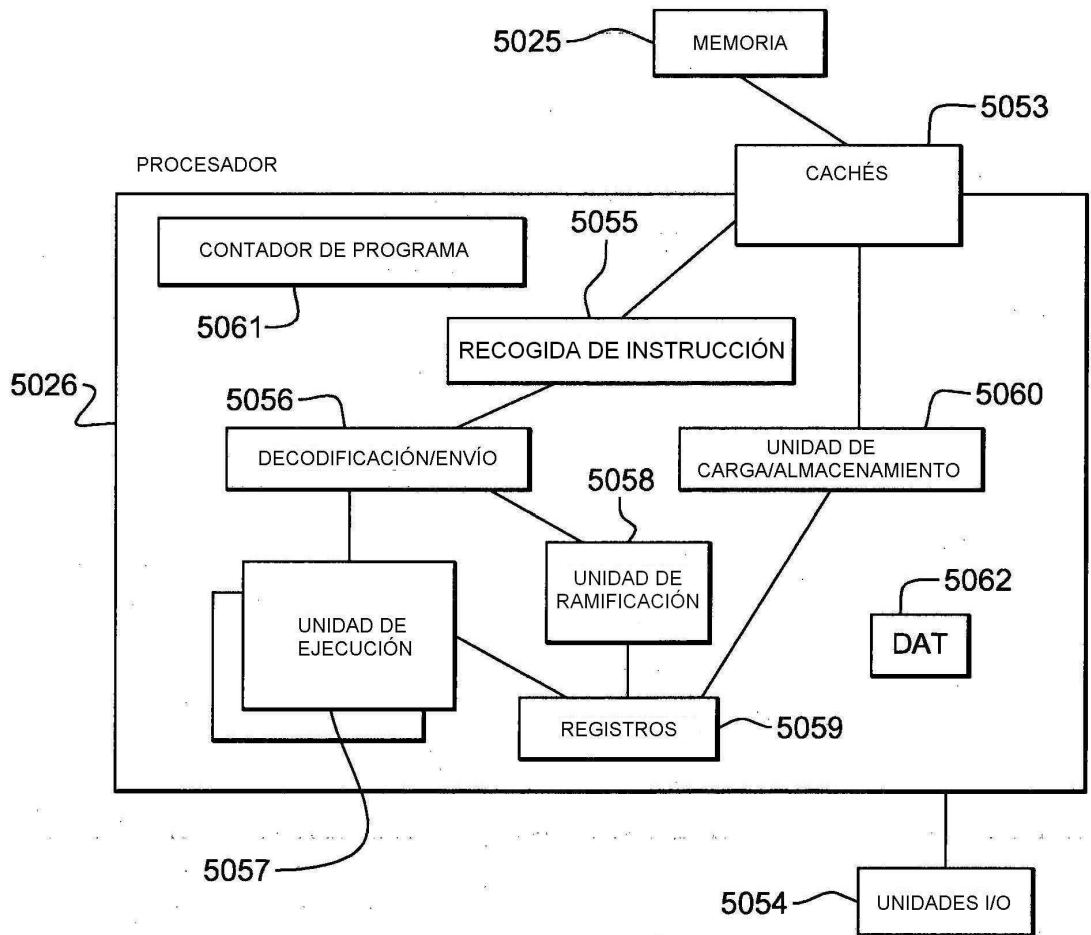 5025
MEMORIA
5053
CACHÉS
PROCESADOR
CONTADOR DE PROGRAMA
5061
5055
RECOGIDA DE INSTRUCCIÓN
5026
5056
DECODIFICACIÓN/ENVÍO
5060
UNIDAD DE
CARGA/ALMACENAMIENTO
5058
UNIDAD DE
RAMIFICACIÓN
5062
DAT
UNIDAD DE
EJECUCIÓN
REGISTROS
5059
5057
5054
UNIDADES I/O